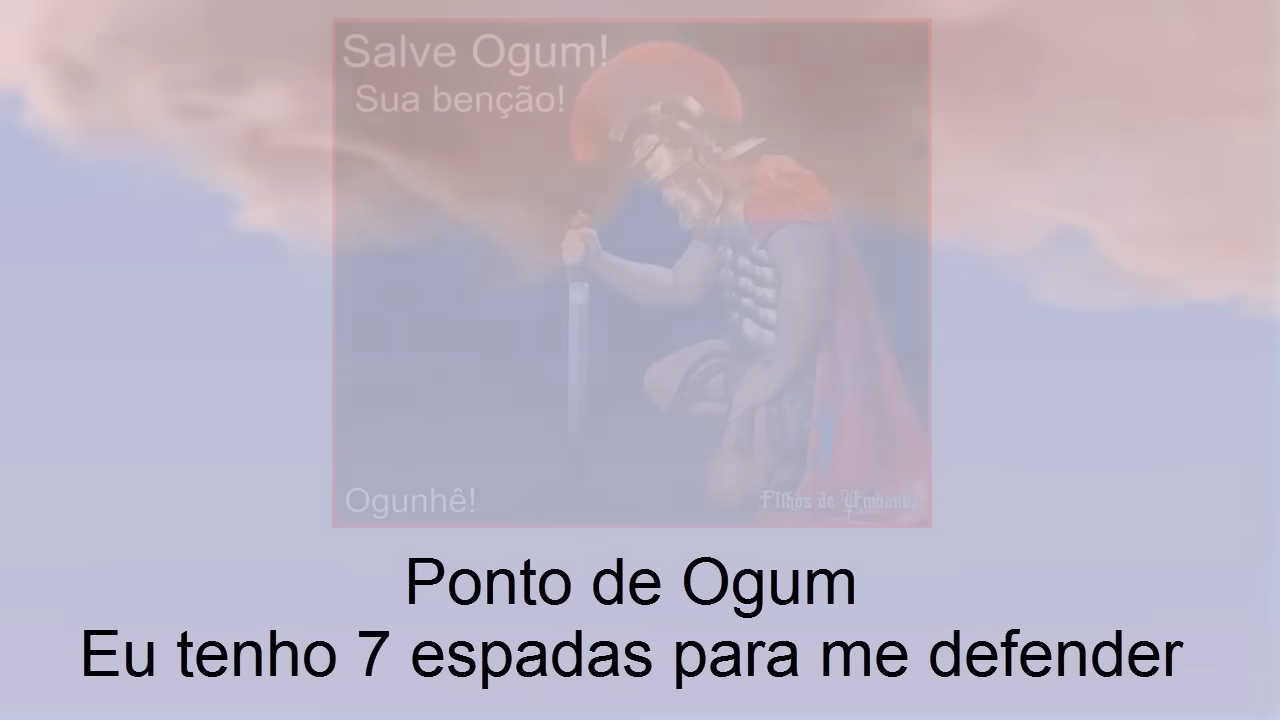 Salve Ogum!
Sua benção!
Ogunhê!
Filhos de Umbanda
Ponto de Ogum
Eu tenho 7 espadas para me defender